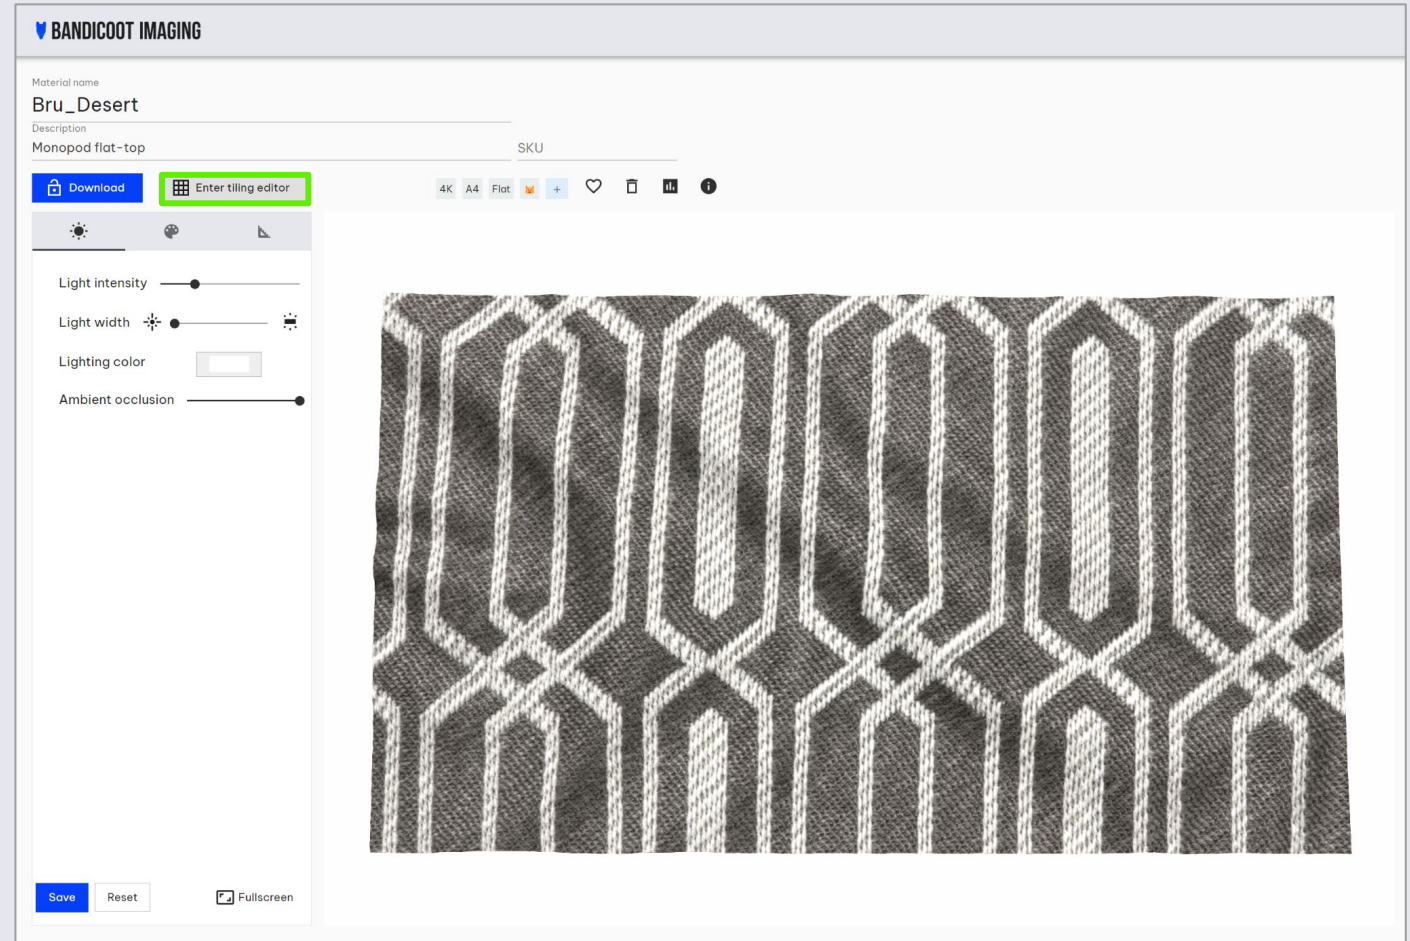 BANDICOOT IMAGING
Material name
Bru_Desert
Description
Monopod flat-top
SKU
Download
Enter tiling editor
4K A4 Flat +
Light intensity
Light width
Lighting color
Ambient occlusion
Save Reset Fullscreen